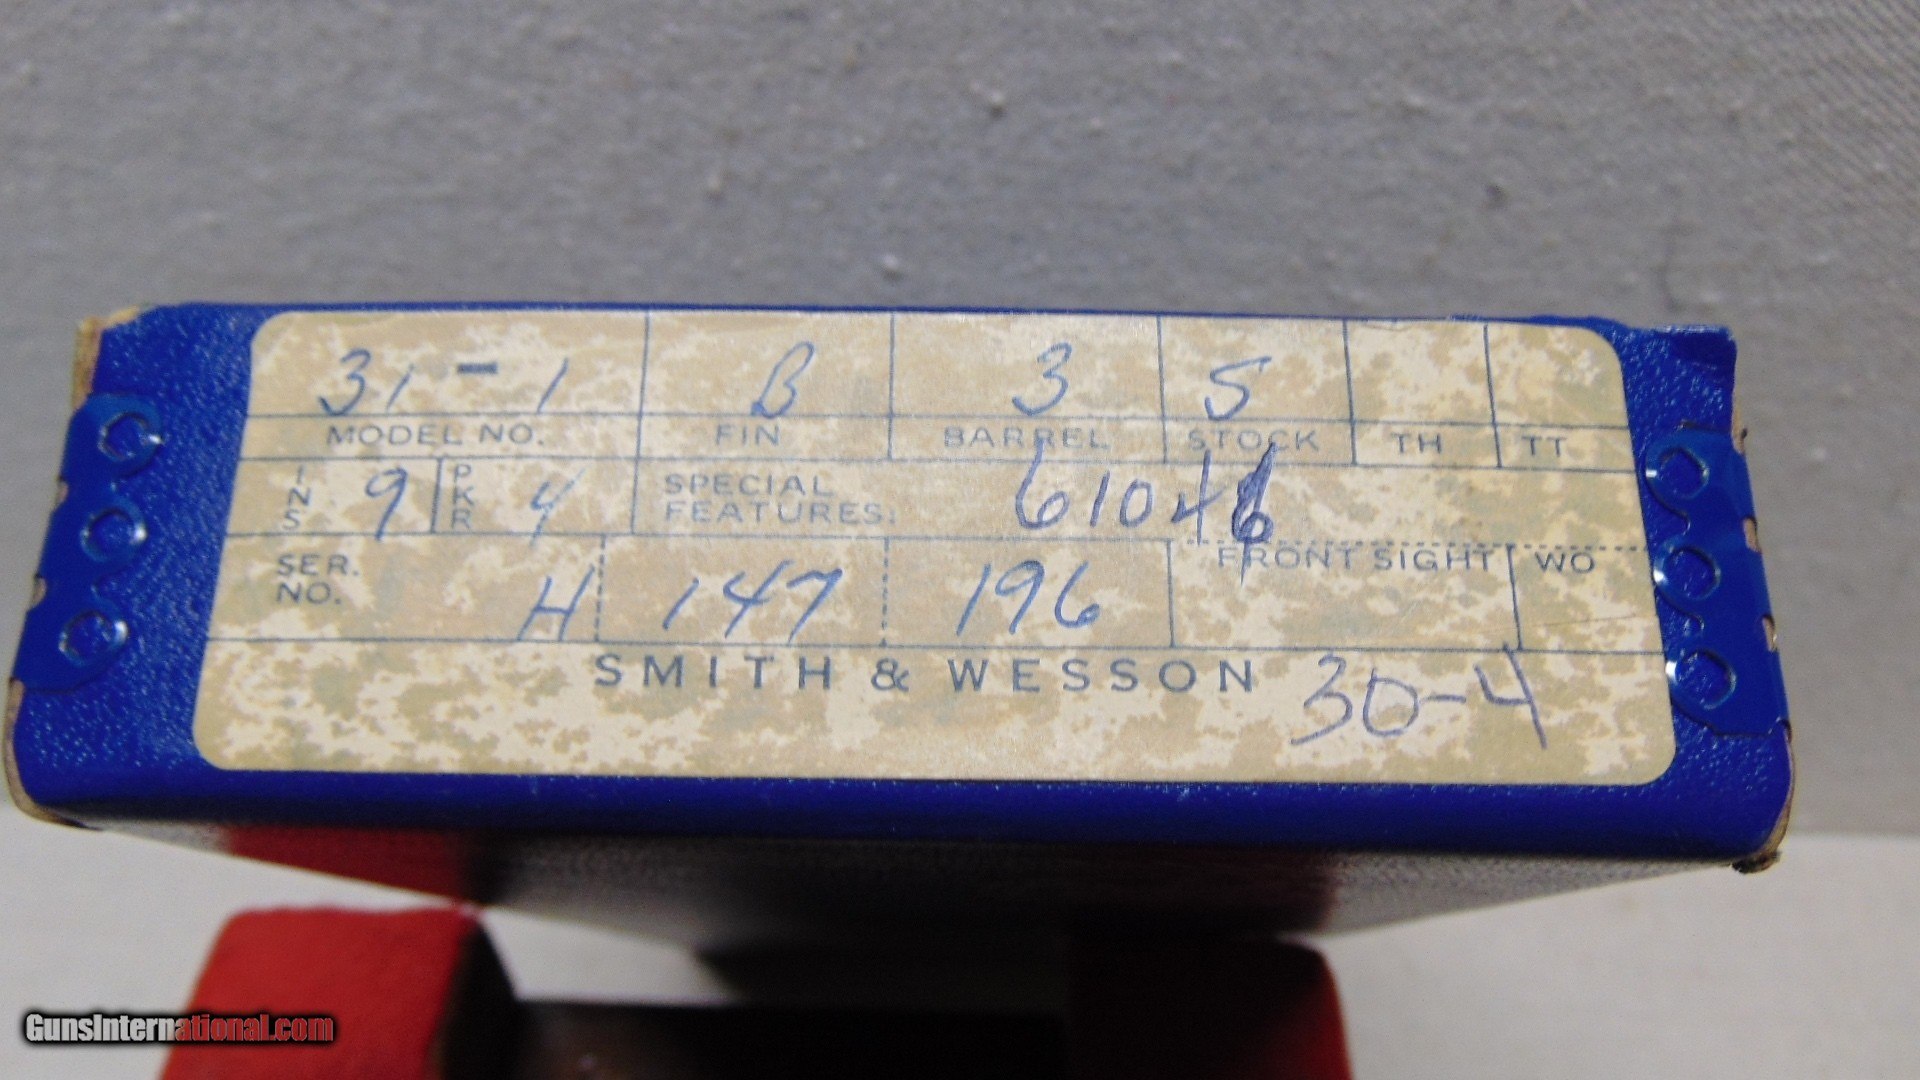 31-1 B 3 S
MODEL NO. FIN BARREL STOCK TH TT
INS 9 PKR 4 SPECIAL FEATURES: 61046
SER. NO. H 147 196 FRONT SIGHT WO
SMITH & WESSON 30-4
GunsInternational.com